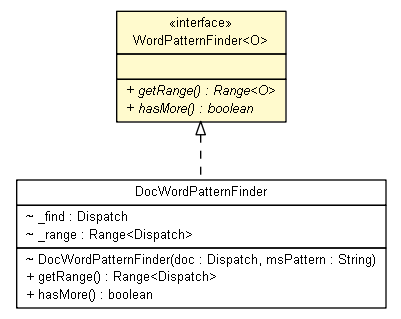 «interface»
WordPatternFinder<O>
+ getRange() : Range<O>
+ hasMore() : boolean
DocWordPatternFinder
~ _find : Dispatch
~ _range : Range<Dispatch>
~ DocWordPatternFinder(doc : Dispatch, msPattern : String)
+ getRange() : Range<Dispatch>
+ hasMore() : boolean